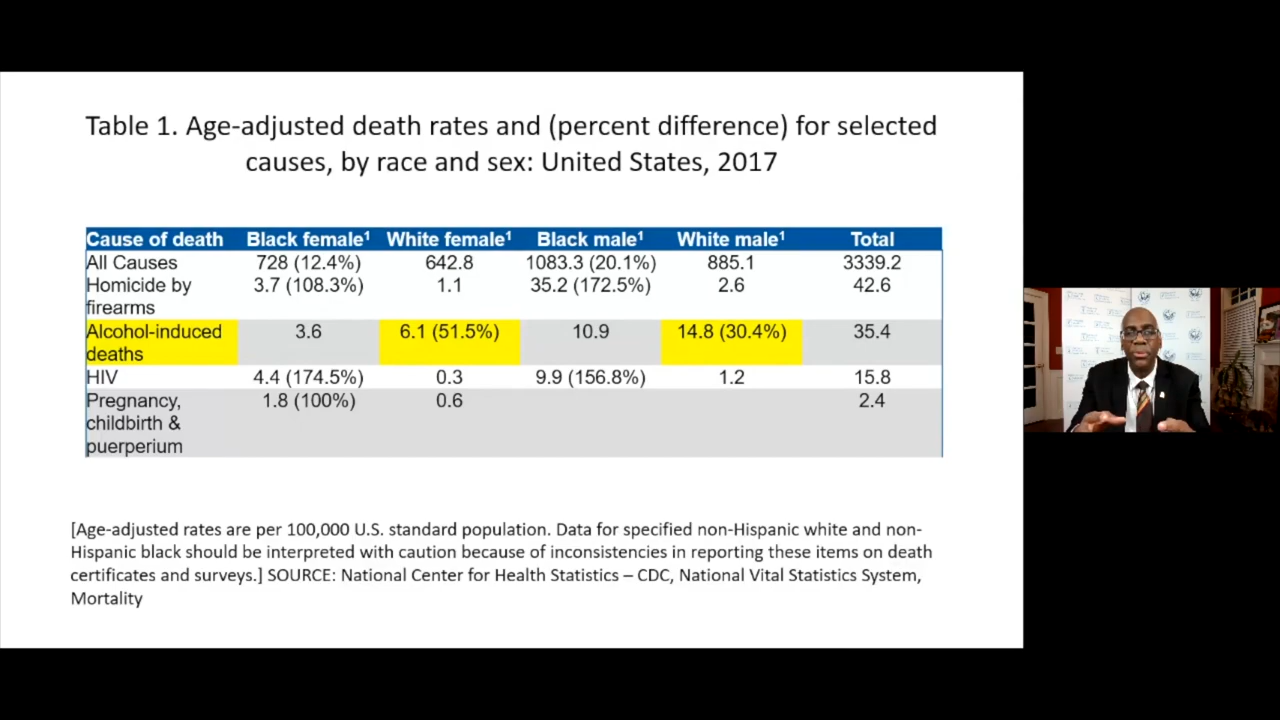 Table 1. Age-adjusted death rates and (percent difference) for selected
causes, by race and sex: United States, 2017
Cause of death Black female¹ White female¹ Black male¹ White male¹ Total
All Causes 728 (12.4%) 642.8 1083.3 (20.1%) 885.1 3339.2
Homicide by 3.7 (108.3%) 1.1 35.2 (172.5%) 2.6 42.6
firearms
Alcohol-induced 3.6 6.1 (51.5%) 10.9 14.8 (30.4%) 35.4
deaths
HIV 4.4 (174.5%) 0.3 9.9 (156.8%) 1.2 15.8
Pregnancy, 1.8 (100%) 0.6 2.4
childbirth &
puerperium
[Age-adjusted rates are per 100,000 U.S. standard population. Data for specified non-Hispanic white and non-
Hispanic black should be interpreted with caution because of inconsistencies in reporting these items on death
certificates and surveys.] SOURCE: National Center for Health Statistics – CDC, National Vital Statistics System,
Mortality